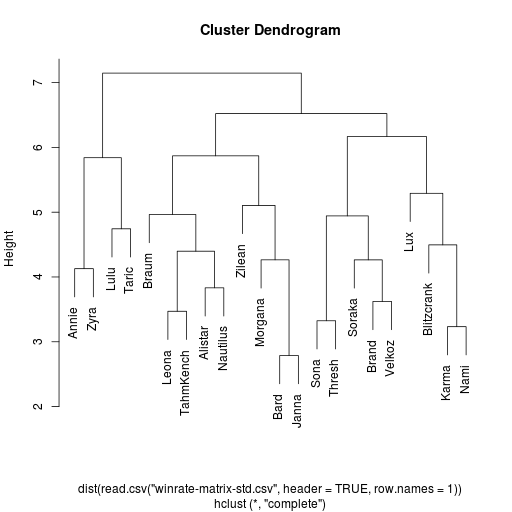 Cluster Dendrogram
Height
7
6
5
4
3
2
Annie
Zyra
Lulu
Taric
Braum
Leona
TahmKench
Alistar
Nautilus
Zilean
Morgana
Bard
Janna
Sona
Thresh
Soraka
Brand
Velkoz
Lux
Blitzcrank
Karma
Nami
dist(read.csv("winrate-matrix-std.csv", header = TRUE, row.names = 1))
hclust (*, "complete")